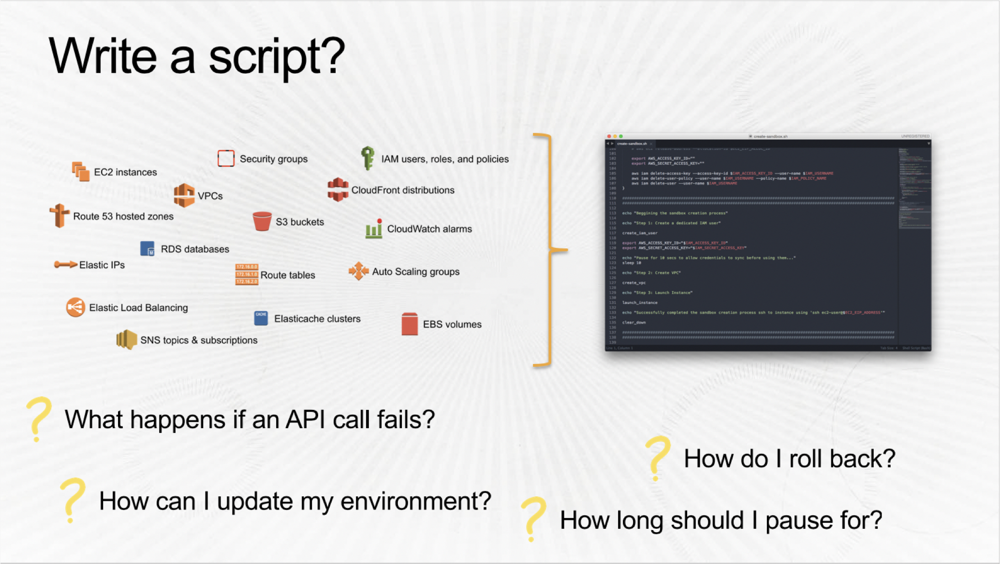 Write a script?
Security groups
IAM users, roles, and policies
EC2 instances
CloudFront distributions
VPCs
Route 53 hosted zones
S3 buckets
CloudWatch alarms
RDS databases
Elastic IPs
172.16.0.0
172.16.1.0
172.16.2.0
Route tables
Auto Scaling groups
Elastic Load Balancing
CACHE
Elasticache clusters
EBS volumes
SNS topics & subscriptions
M
create-sandbox.sh
UNREGISTERED
create-sandbox.sh
101
102 export AWS_ACCESS_KEY_ID=""
103 export AWS_SECRET_ACCESS_KEY=""
104
105 aws iam delete-access-key --access-key-id $IAM_ACCESS_KEY_ID --user-name $IAM_USERNAME
106 aws iam delete-user-policy --user-name $IAM_USERNAME --policy-name $IAM_POLICY_NAME
107 aws iam delete-user --user-name $IAM_USERNAME
108 }
109
110
111
112
113 echo "Beggining the sandbox creation process"
114
115 echo "Step 1: Create a dedicated IAM user"
116
117 create_iam_user
118
119 export AWS_ACCESS_KEY_ID="$IAM_ACCESS_KEY_ID"
120 export AWS_SECRET_ACCESS_KEY="$IAM_SECRET_ACCESS_KEY"
121
122 echo "Pause for 10 secs to allow credentials to sync before using them..."
123 sleep 10
124
125 echo "Step 2: Create VPC"
126
127 create_vpc
128
129 echo "Step 3: Launch Instance"
130
131 launch_instance
132
133 echo "Successfully completed the sandbox creation process ssh to instance using 'ssh ec2-user@$EC2_EIP_ADDRESS'"
134
135 clear_down
136
137
138
139
Line 1, Column 1
Tab Size: 4
Shell Script (Bash)
What happens if an API call fails?
How do I roll back?
How can I update my environment?
How long should I pause for?